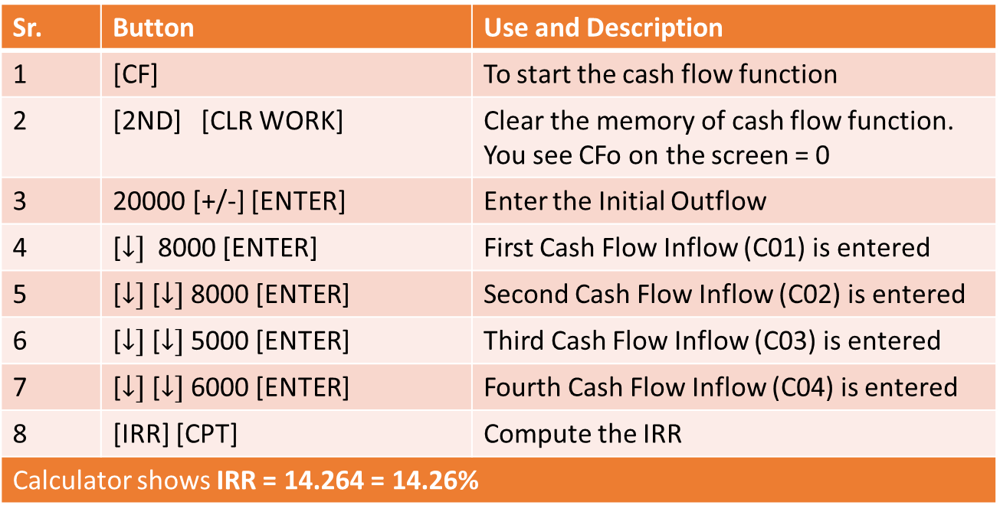 Sr. Button Use and Description
1 [CF] To start the cash flow function
2 [2ND] [CLR WORK] Clear the memory of cash flow function.
You see CFo on the screen = 0
3 20000 [+/-] [ENTER] Enter the Initial Outflow
4 [↓] 8000 [ENTER] First Cash Flow Inflow (C01) is entered
5 [↓] [↓] 8000 [ENTER] Second Cash Flow Inflow (C02) is entered
6 [↓] [↓] 5000 [ENTER] Third Cash Flow Inflow (C03) is entered
7 [↓] [↓] 6000 [ENTER] Fourth Cash Flow Inflow (C04) is entered
8 [IRR] [CPT] Compute the IRR
Calculator shows IRR = 14.264 = 14.26%